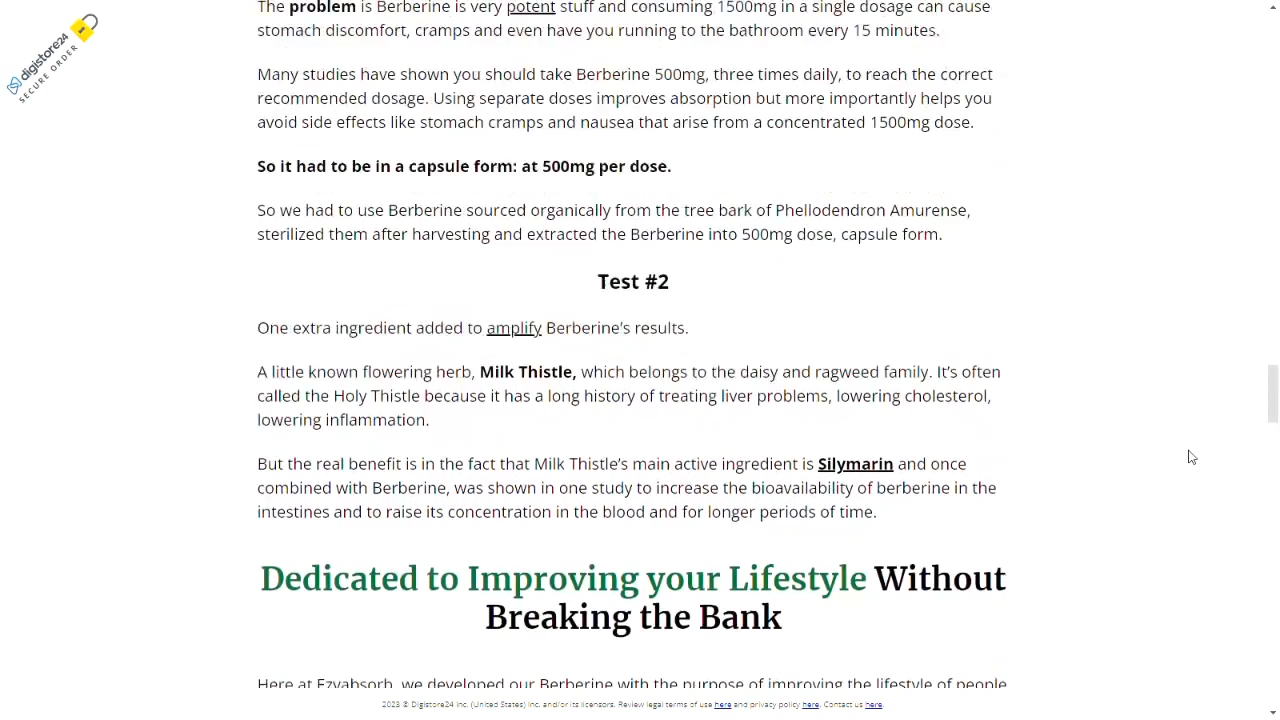 The problem is Berberine is very potent stuff and consuming 1500mg in a single dosage can cause
stomach discomfort, cramps and even have you running to the bathroom every 15 minutes.
digistore24
SECURE ORDER
Many studies have shown you should take Berberine 500mg, three times daily, to reach the correct
recommended dosage. Using separate doses improves absorption but more importantly helps you
avoid side effects like stomach cramps and nausea that arise from a concentrated 1500mg dose.
So it had to be in a capsule form: at 500mg per dose.
So we had to use Berberine sourced organically from the tree bark of Phellodendron Amurense,
sterilized them after harvesting and extracted the Berberine into 500mg dose, capsule form.
Test #2
One extra ingredient added to amplify Berberine's results.
A little known flowering herb, Milk Thistle, which belongs to the daisy and ragweed family. It's often
called the Holy Thistle because it has a long history of treating liver problems, lowering cholesterol,
lowering inflammation.
But the real benefit is in the fact that Milk Thistle's main active ingredient is Silymarin and once
combined with Berberine, was shown in one study to increase the bioavailability of berberine in the
intestines and to raise its concentration in the blood and for longer periods of time.
Dedicated to Improving your Lifestyle Without
Breaking the Bank
Here at Ezyabsorb, we developed our Berberine with the purpose of improving the lifestyle of people
2023 © Digistore24 Inc. (United States) Inc. and/or its licensors. Review legal terms of use here and privacy policy here. Contact us here.